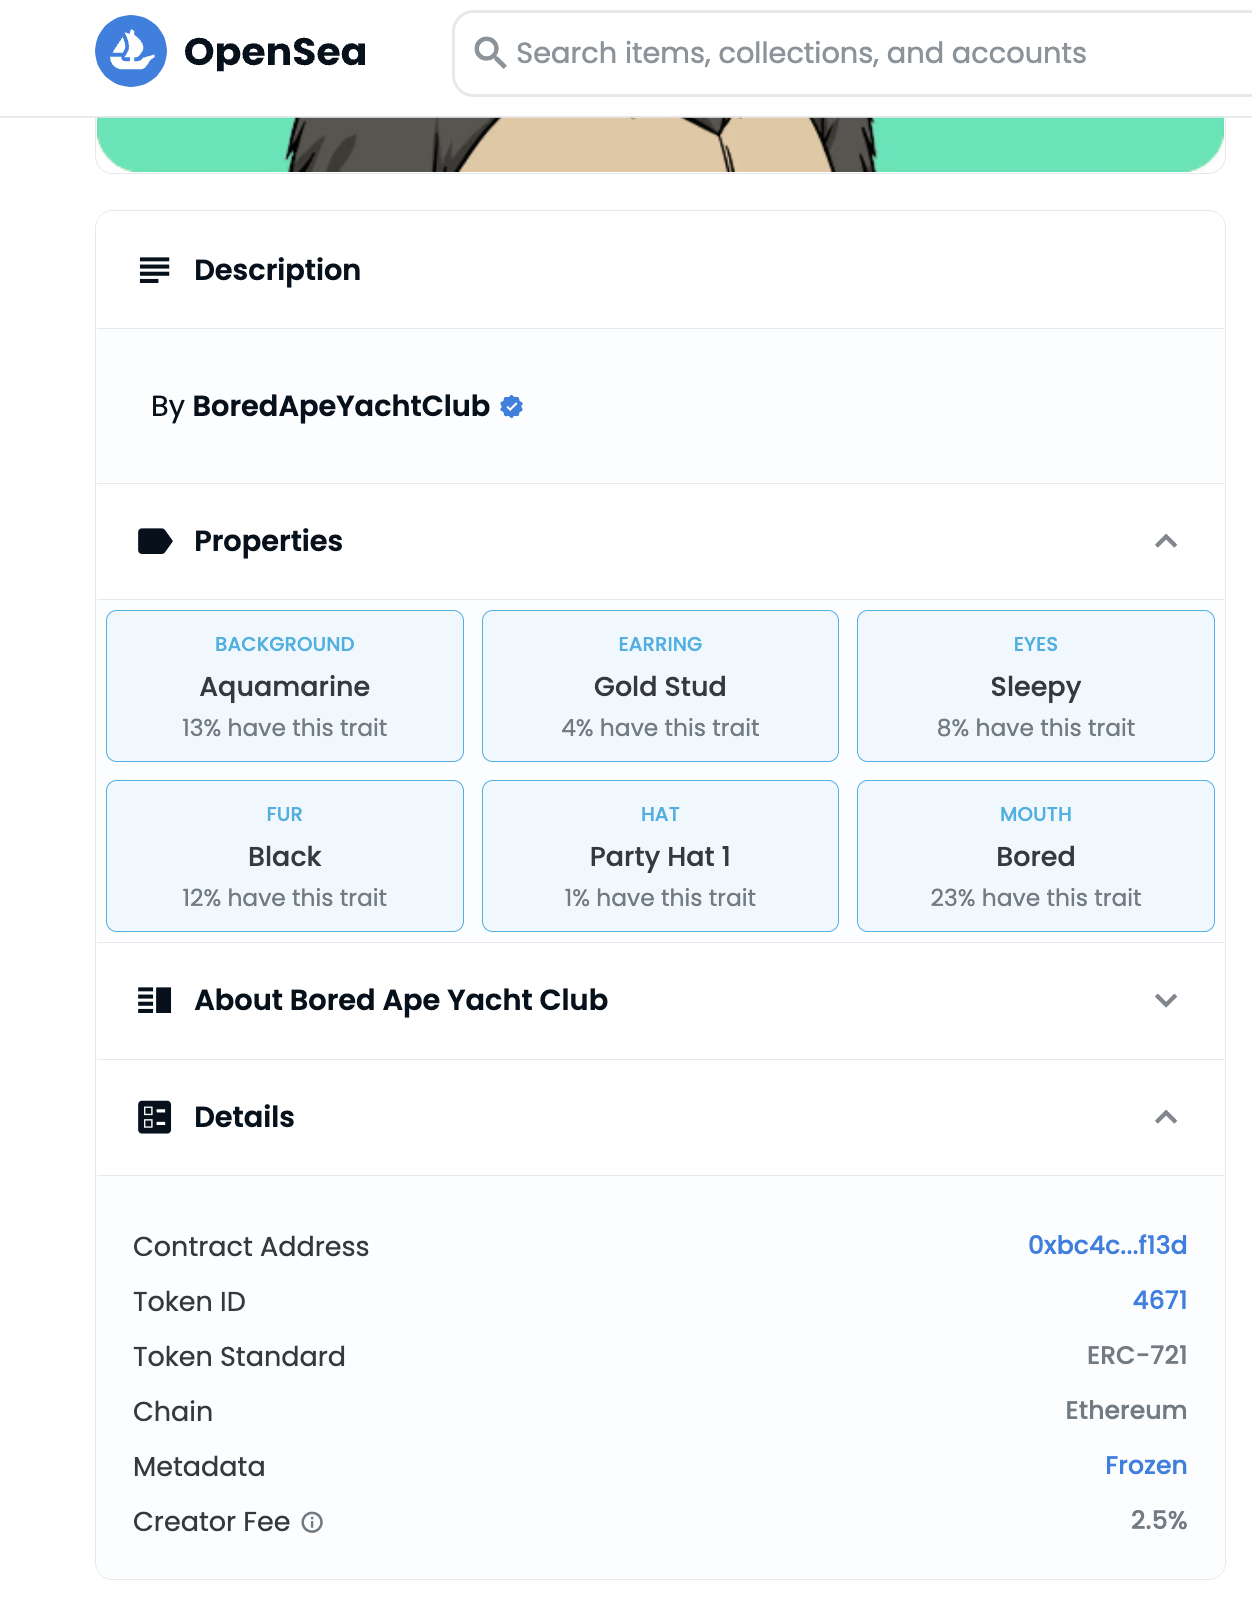 OpenSea
Search items, collections, and accounts
Description
By BoredApeYachtClub
Properties
BACKGROUND
Aquamarine
13% have this trait
EARRING
Gold Stud
4% have this trait
EYES
Sleepy
8% have this trait
FUR
Black
12% have this trait
HAT
Party Hat 1
1% have this trait
MOUTH
Bored
23% have this trait
About Bored Ape Yacht Club
Details
Contract Address 0xbc4c...f13d
Token ID 4671
Token Standard ERC-721
Chain Ethereum
Metadata Frozen
Creator Fee 2.5%